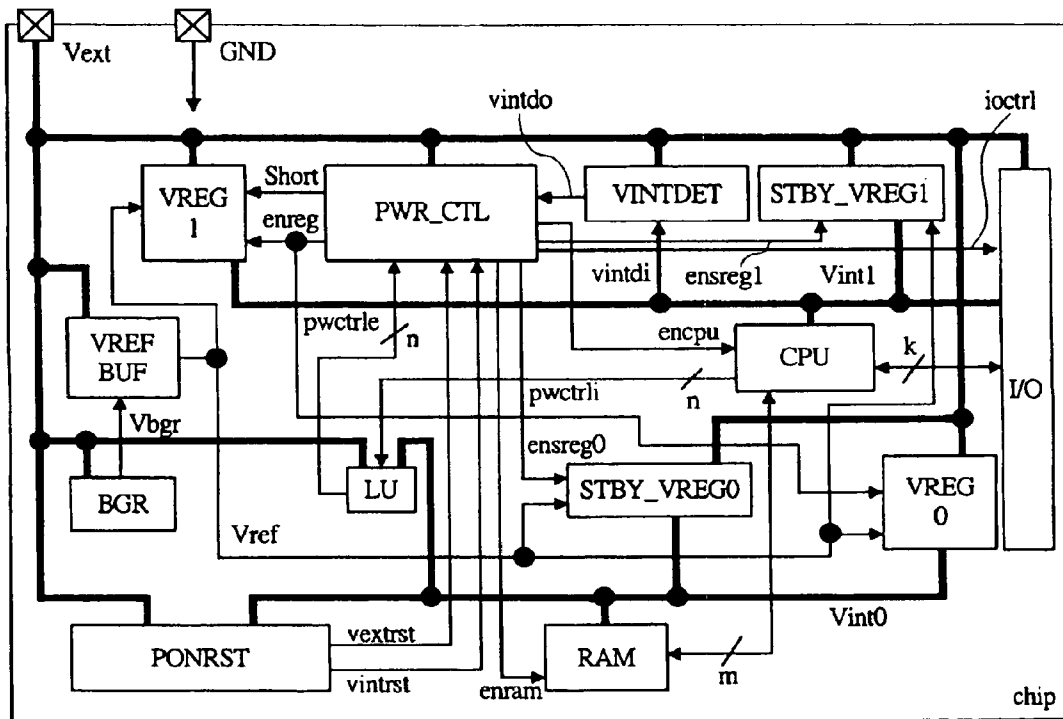 Vext
GND
vintdo
ioctrl
VREG
1
Short
enreg
PWR_CTL
VINTDET
STBY_VREG1
vintdi
ensreg1
Vint1
pwctrle
n
encpu
VREF
BUF
CPU
k
I/O
pwctrli
n
Vbgr
ensreg0
BGR
LU
STBY_VREG0
VREG
0
Vref
Vint0
PONRST
vextrst
vintrst
enram
RAM
m
chip